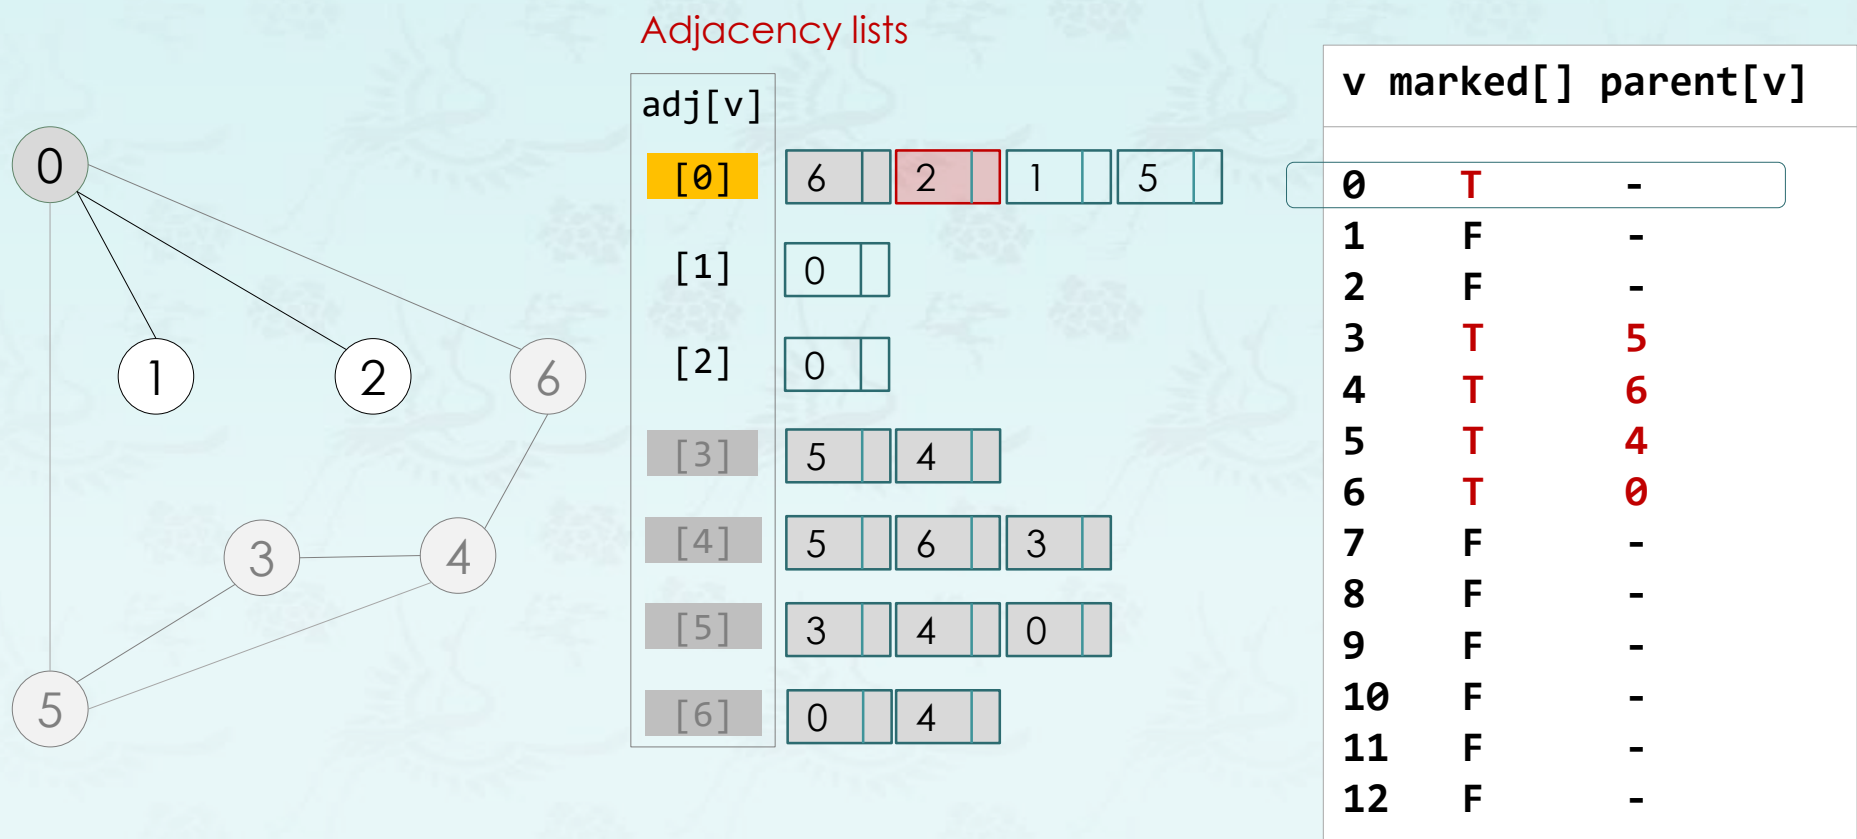 Adjacency lists
adj[v]
[0] 6 2 1 5
[1] 0
[2] 0
[3] 5 4
[4] 5 6 3
[5] 3 4 0
[6] 0 4
0
1
2
6
3
4
5
v marked[] parent[v]
0 T -
1 F -
2 F -
3 T 5
4 T 6
5 T 4
6 T 0
7 F -
8 F -
9 F -
10 F -
11 F -
12 F -